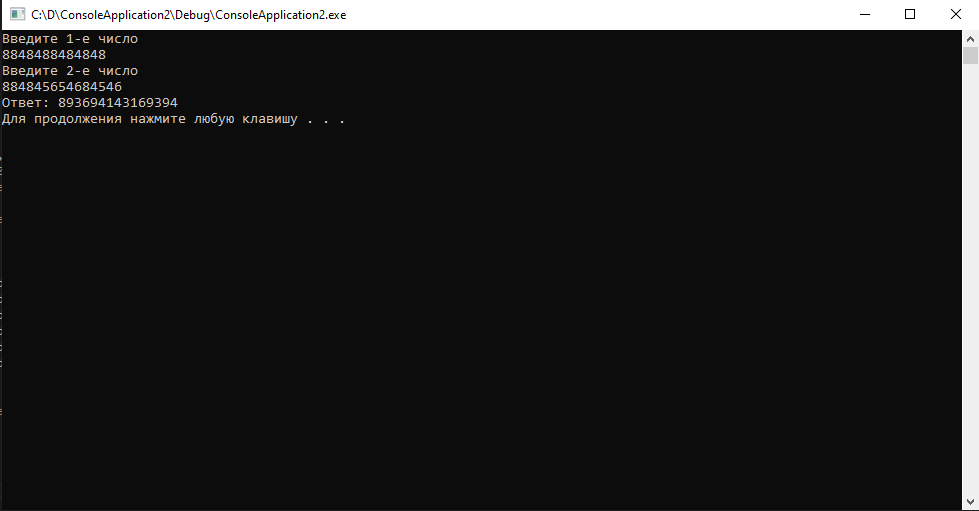 C:\D\ConsoleApplication2\Debug\ConsoleApplication2.exe
Введите 1-е число
8848488484848
Введите 2-е число
884845654684546
Ответ: 893694143169394
Для продолжения нажмите любую клавишу . . .